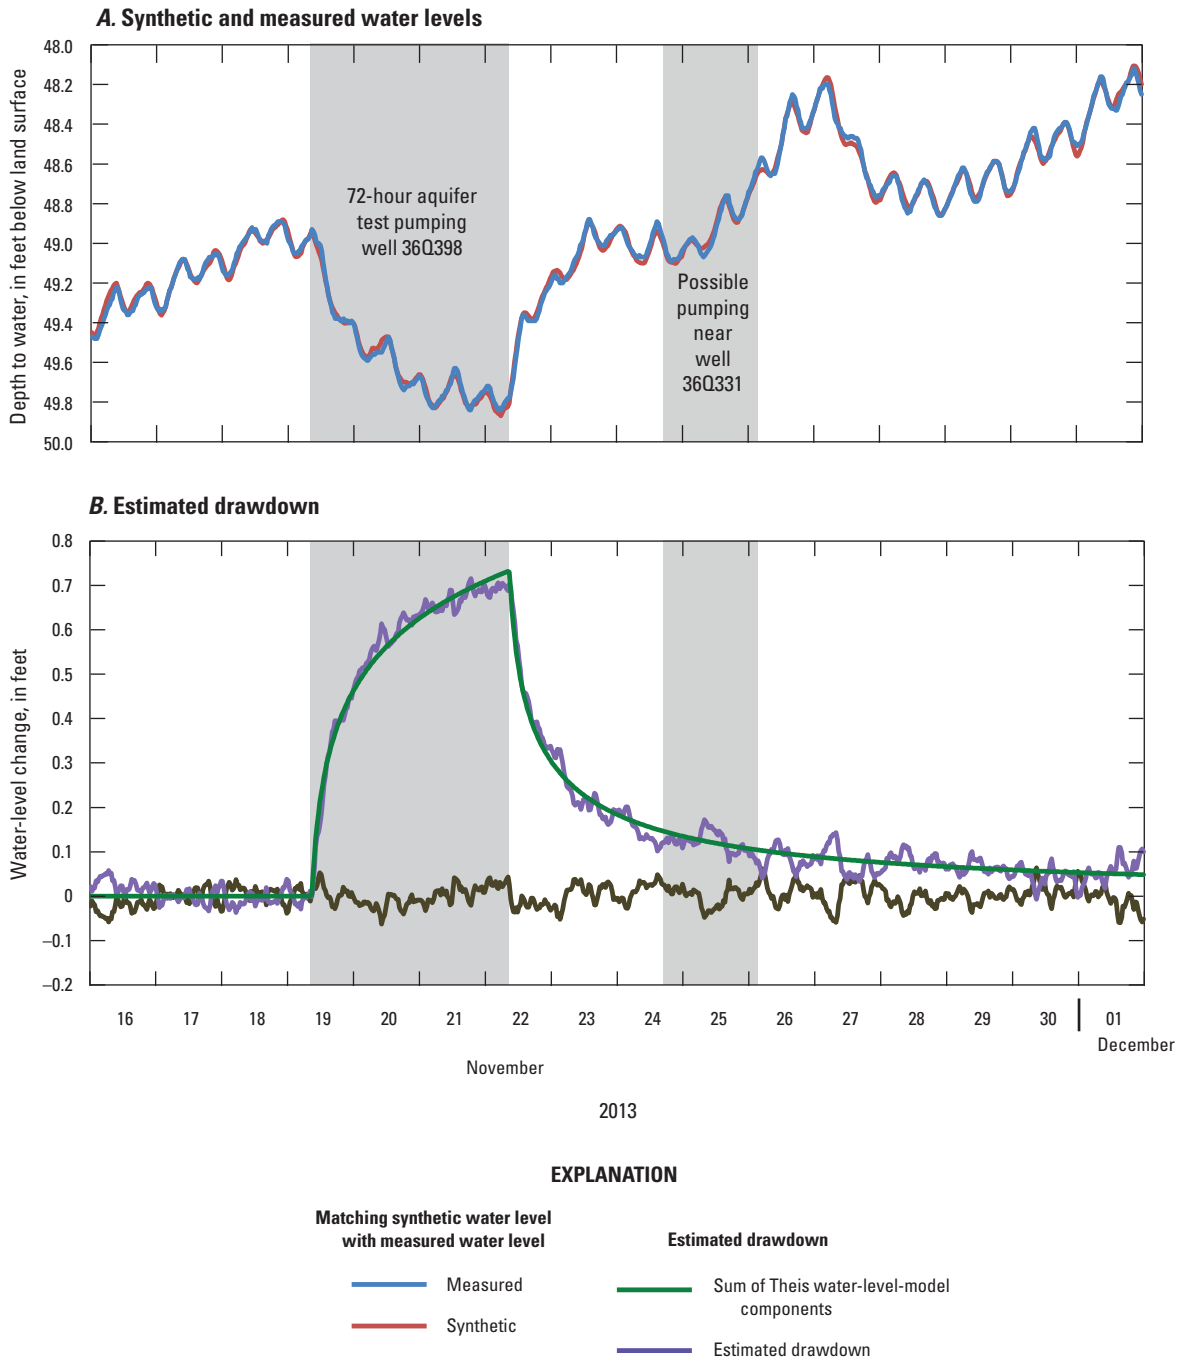 A. Synthetic and measured water levels
Depth to water, in feet below land surface
48.0
48.2
48.4
48.6
48.8
49.0
49.2
49.4
49.6
49.8
50.0
72-hour aquifer
test pumping
well 36Q398
Possible
pumping
near
well
36Q331
B. Estimated drawdown
Water-level change, in feet
0.8
0.7
0.6
0.5
0.4
0.3
0.2
0.1
0
–0.1
–0.2
16 17 18 19 20 21 22 23 24 25 26 27 28 29 30 01
November
December
2013
EXPLANATION
Matching synthetic water level
with measured water level
Measured
Synthetic
Estimated drawdown
Sum of Theis water-level-model
components
Estimated drawdown